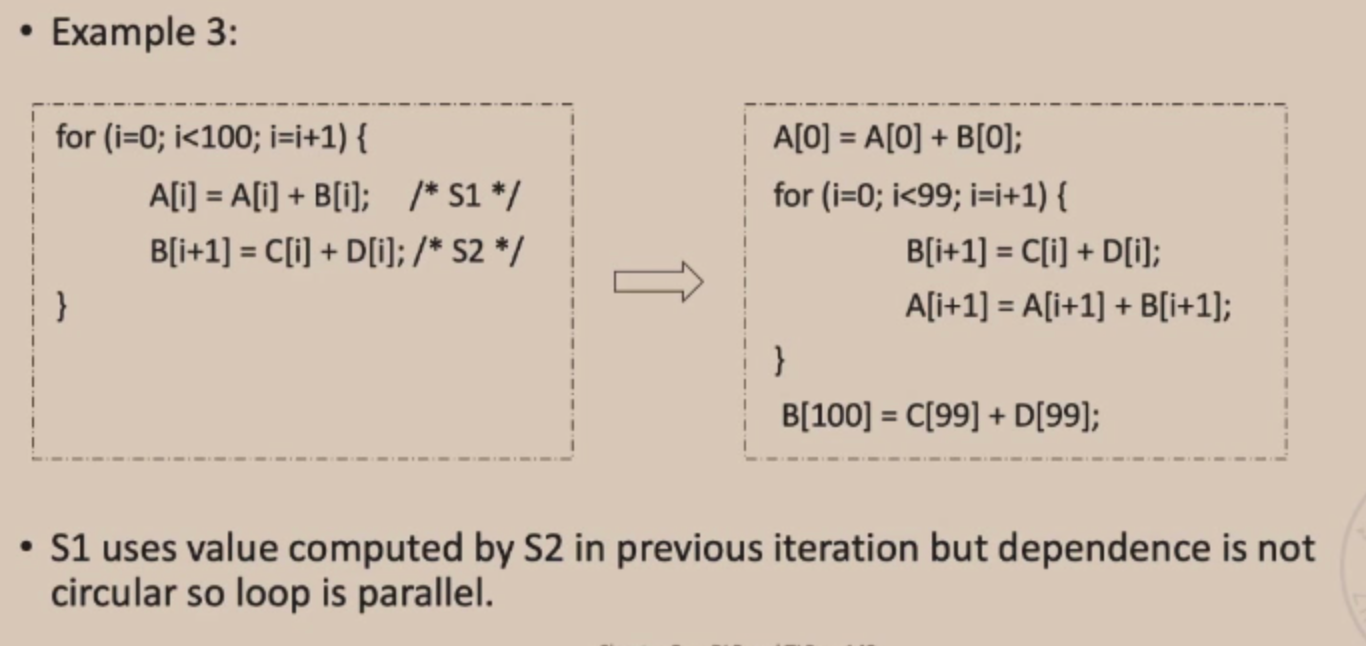 • Example 3:
for (i=0; i<100; i=i+1) {
A[i] = A[i] + B[i]; /* S1 */
B[i+1] = C[i] + D[i]; /* S2 */
}
A[0] = A[0] + B[0];
for (i=0; i<99; i=i+1) {
B[i+1] = C[i] + D[i];
A[i+1] = A[i+1] + B[i+1];
}
B[100] = C[99] + D[99];
• S1 uses value computed by S2 in previous iteration but dependence is not
circular so loop is parallel.